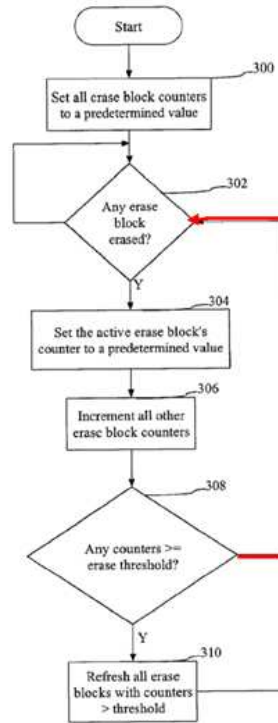 Start
300
Set all erase block counters
to a predetermined value
302
Any erase
block
erased?
Y
304
Set the active erase block's
counter to a predetermined value
306
Increment all other
erase block counters
308
Any counters >=
erase threshold?
Y
310
Refresh all erase
blocks with counters
> threshold